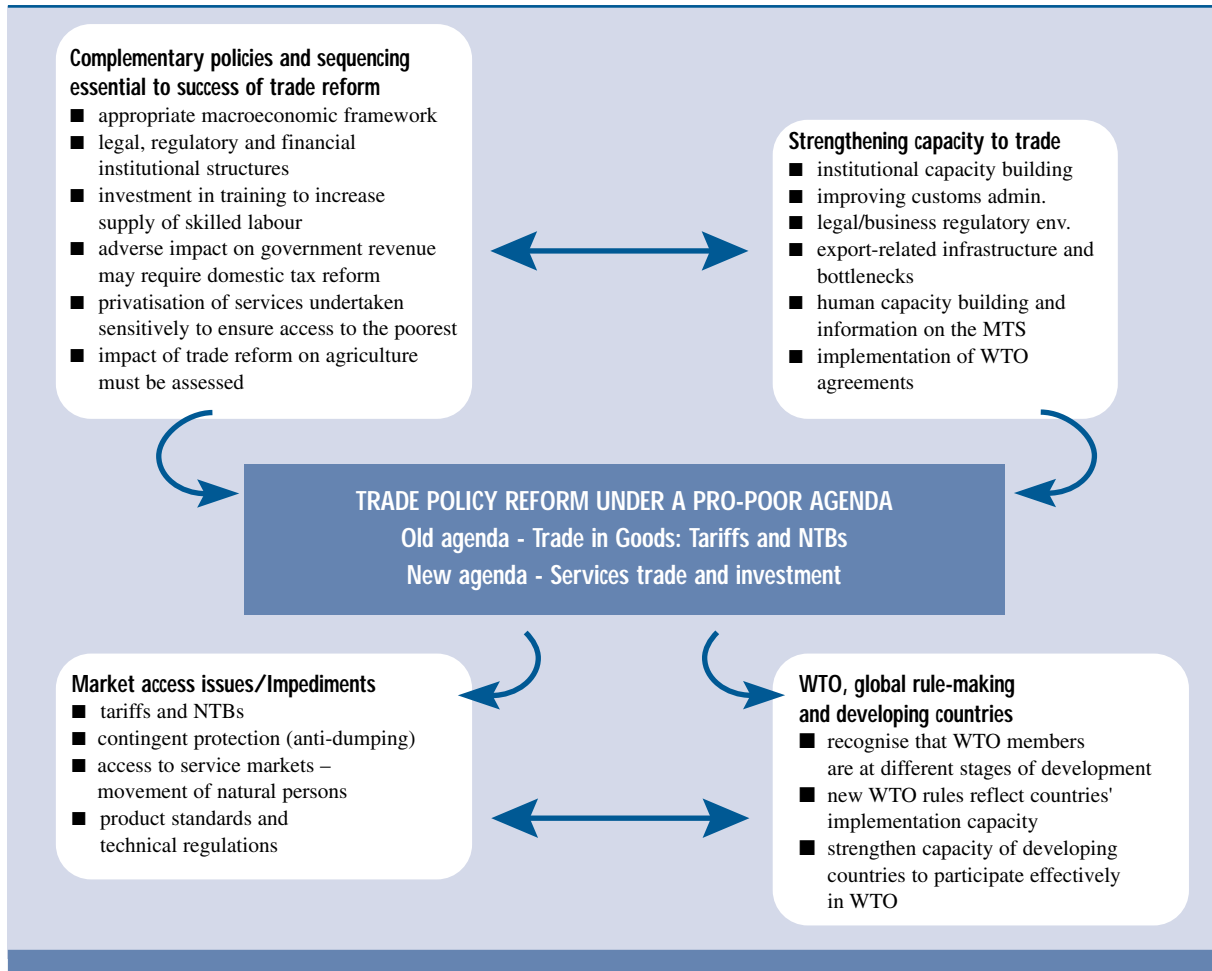 Complementary policies and sequencing
essential to success of trade reform
■ appropriate macroeconomic framework
■ legal, regulatory and financial
institutional structures
■ investment in training to increase
supply of skilled labour
■ adverse impact on government revenue
may require domestic tax reform
■ privatisation of services undertaken
sensitively to ensure access to the poorest
■ impact of trade reform on agriculture
must be assessed
Strengthening capacity to trade
■ institutional capacity building
■ improving customs admin.
■ legal/business regulatory env.
■ export-related infrastructure and
bottlenecks
■ human capacity building and
information on the MTS
■ implementation of WTO
agreements
TRADE POLICY REFORM UNDER A PRO-POOR AGENDA
Old agenda - Trade in Goods: Tariffs and NTBs
New agenda - Services trade and investment
Market access issues/Impediments
■ tariffs and NTBs
■ contingent protection (anti-dumping)
■ access to service markets –
movement of natural persons
■ product standards and
technical regulations
WTO, global rule-making
and developing countries
■ recognise that WTO members
are at different stages of development
■ new WTO rules reflect countries'
implementation capacity
■ strengthen capacity of developing
countries to participate effectively
in WTO